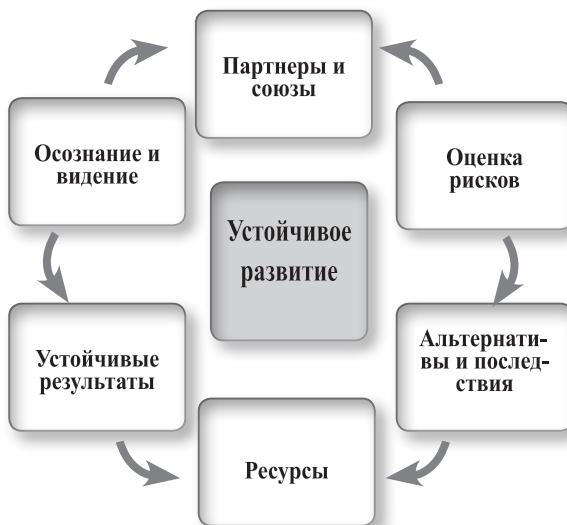 Партнеры и
союзы
Осознание и
видение
Оценка
рисков
Устойчивое
развитие
Устойчивые
результаты
Альтернати-
вы и послед-
ствия
Ресурсы